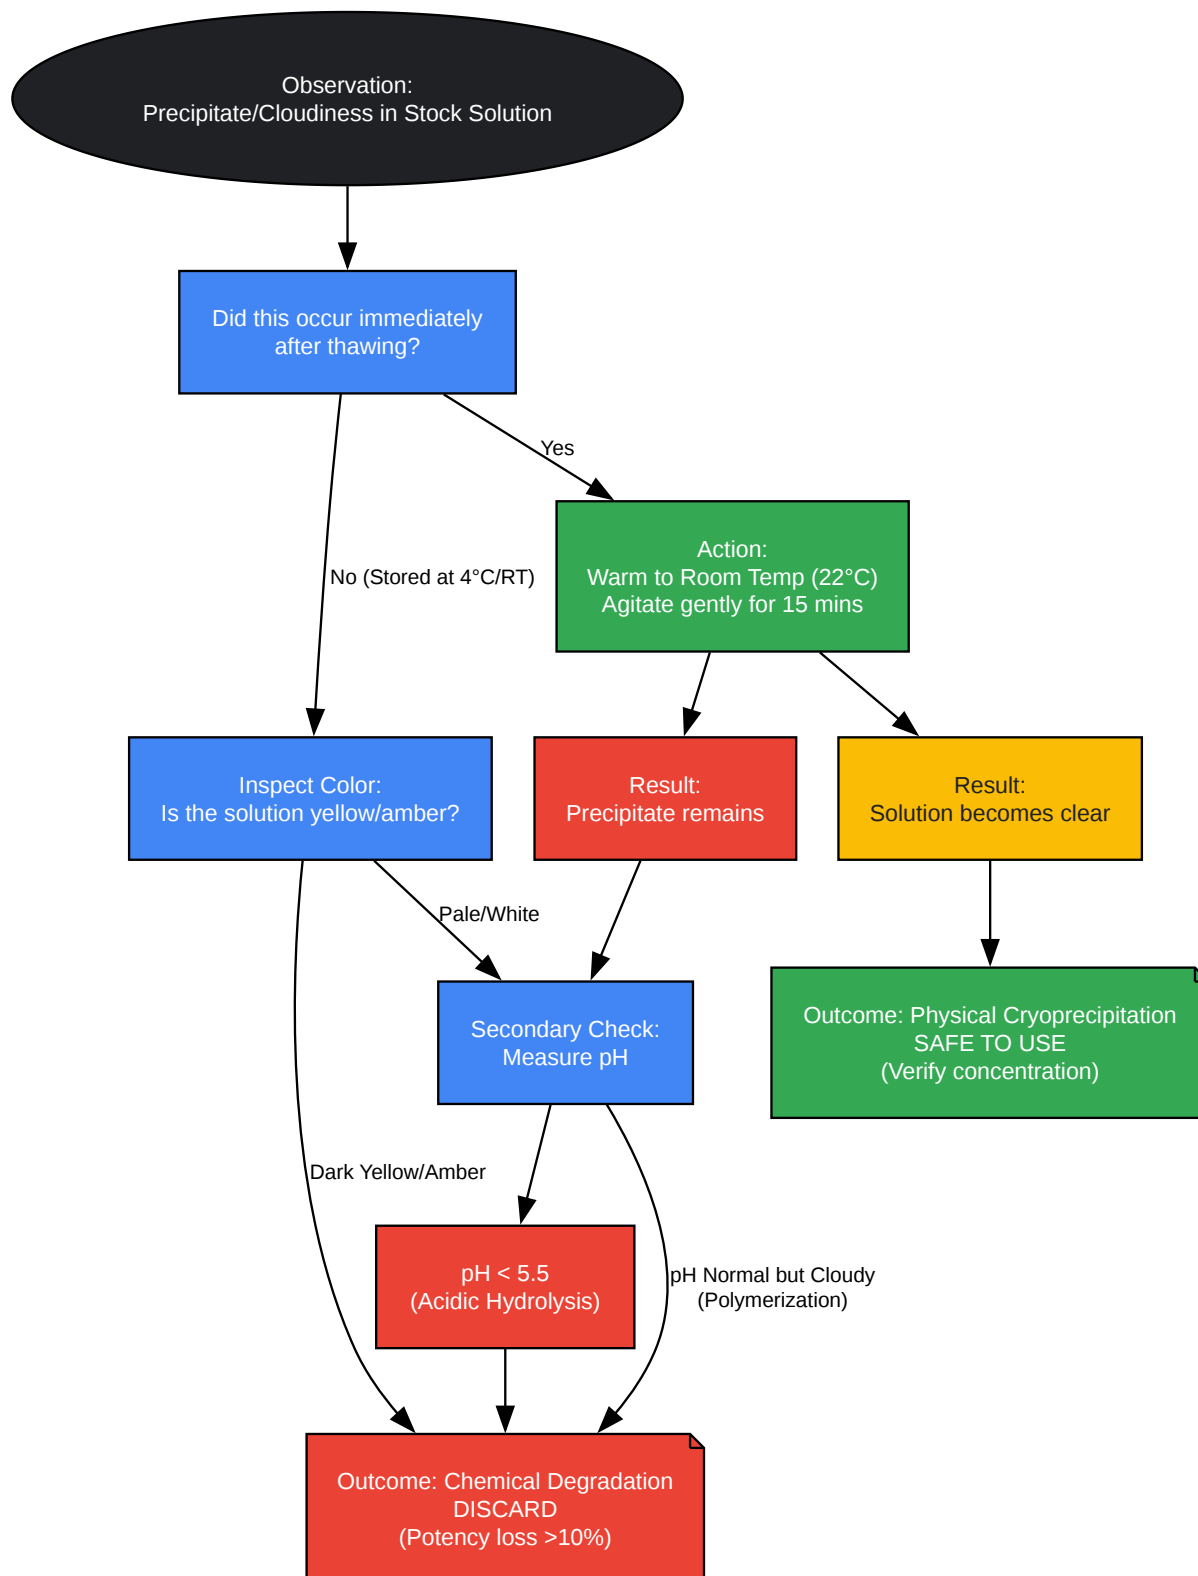 Observation:
Precipitate/Cloudiness in Stock Solution
Did this occur immediately
after thawing?
Yes
No (Stored at 4°C/RT)
Action:
Warm to Room Temp (22°C)
Agitate gently for 15 mins
Inspect Color:
Is the solution yellow/amber?
Result:
Precipitate remains
Result:
Solution becomes clear
Pale/White
Secondary Check:
Measure pH
Outcome: Physical Cryoprecipitation
SAFE TO USE
(Verify concentration)
Dark Yellow/Amber
pH < 5.5
(Acidic Hydrolysis)
pH Normal but Cloudy
(Polymerization)
Outcome: Chemical Degradation
DISCARD
(Potency loss >10%)